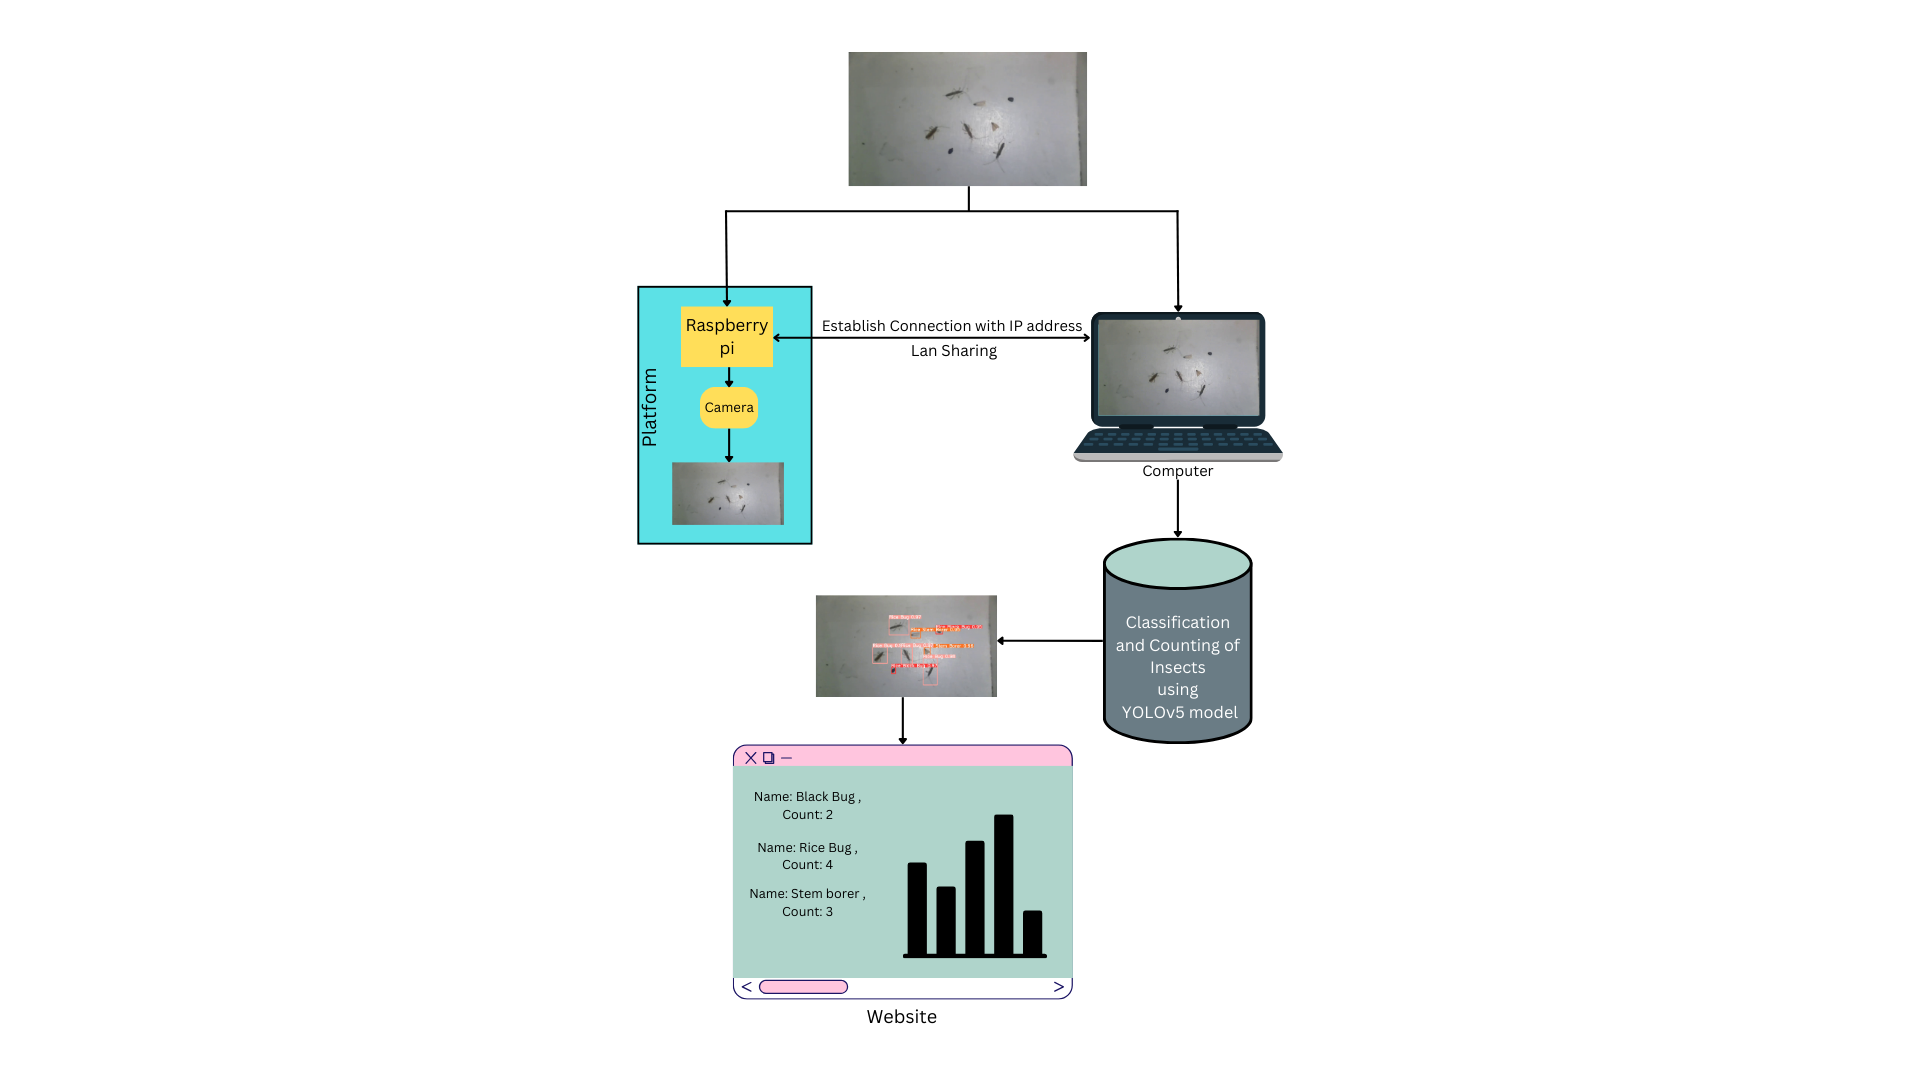 Raspberry
pi
Establish Connection with IP address
Lan Sharing
Platform
Camera
Computer
Classification
and Counting of
Insects
using
YOLOv5 model
Name: Black Bug ,
Count: 2
Name: Rice Bug ,
Count: 4
Name: Stem borer ,
Count: 3
Website